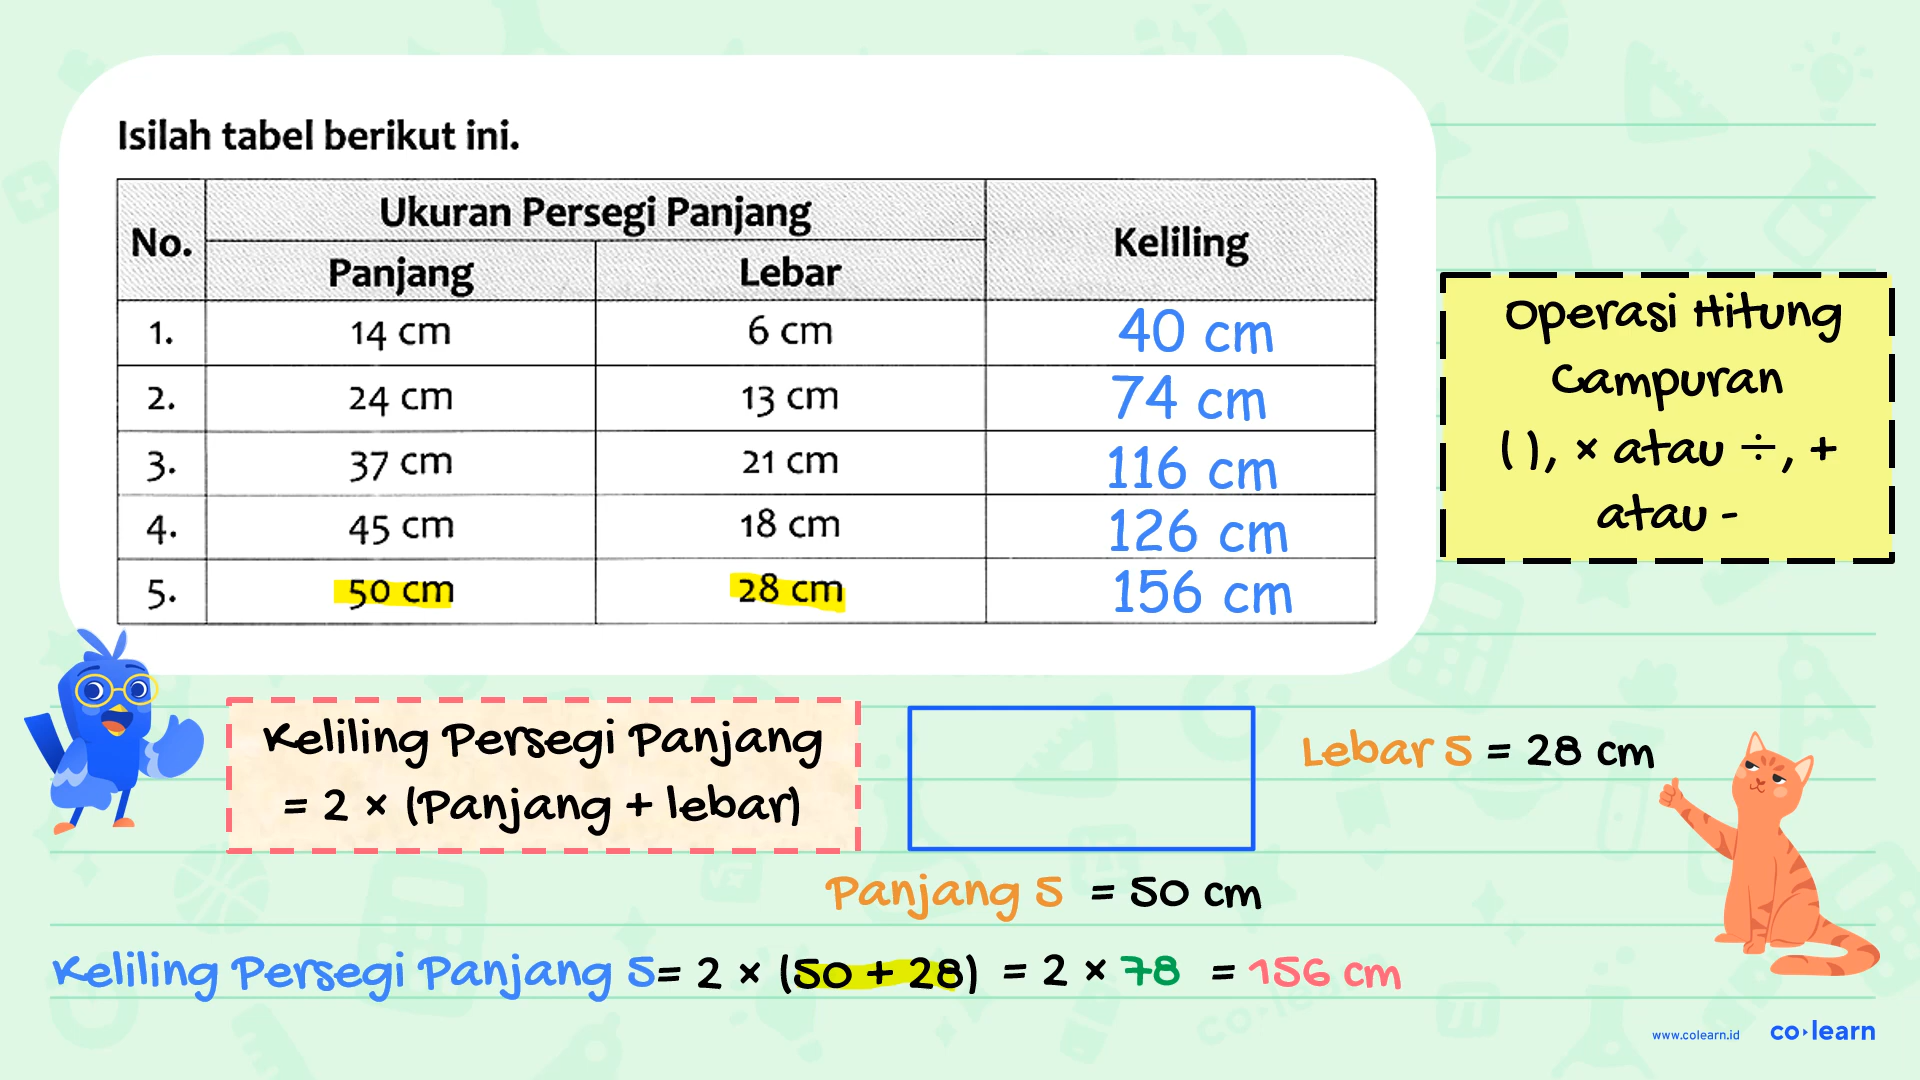 Isilah tabel berikut ini.
No. Ukuran Persegi Panjang Keliling
Panjang Lebar
1. 14 cm 6 cm 40 cm
2. 24 cm 13 cm 74 cm
3. 37 cm 21 cm 116 cm
4. 45 cm 18 cm 126 cm
5. 50 cm 28 cm 156 cm
Operasi Hitung
Campuran
( ), × atau ÷, +
atau -
Keliling Persegi Panjang
= 2 × (Panjang + lebar)
Lebar 5 = 28 cm
Panjang 5 = 50 cm
Keliling Persegi Panjang 5= 2 × (50 + 28) = 2 × 78 = 156 cm
www.colearn.id co learn